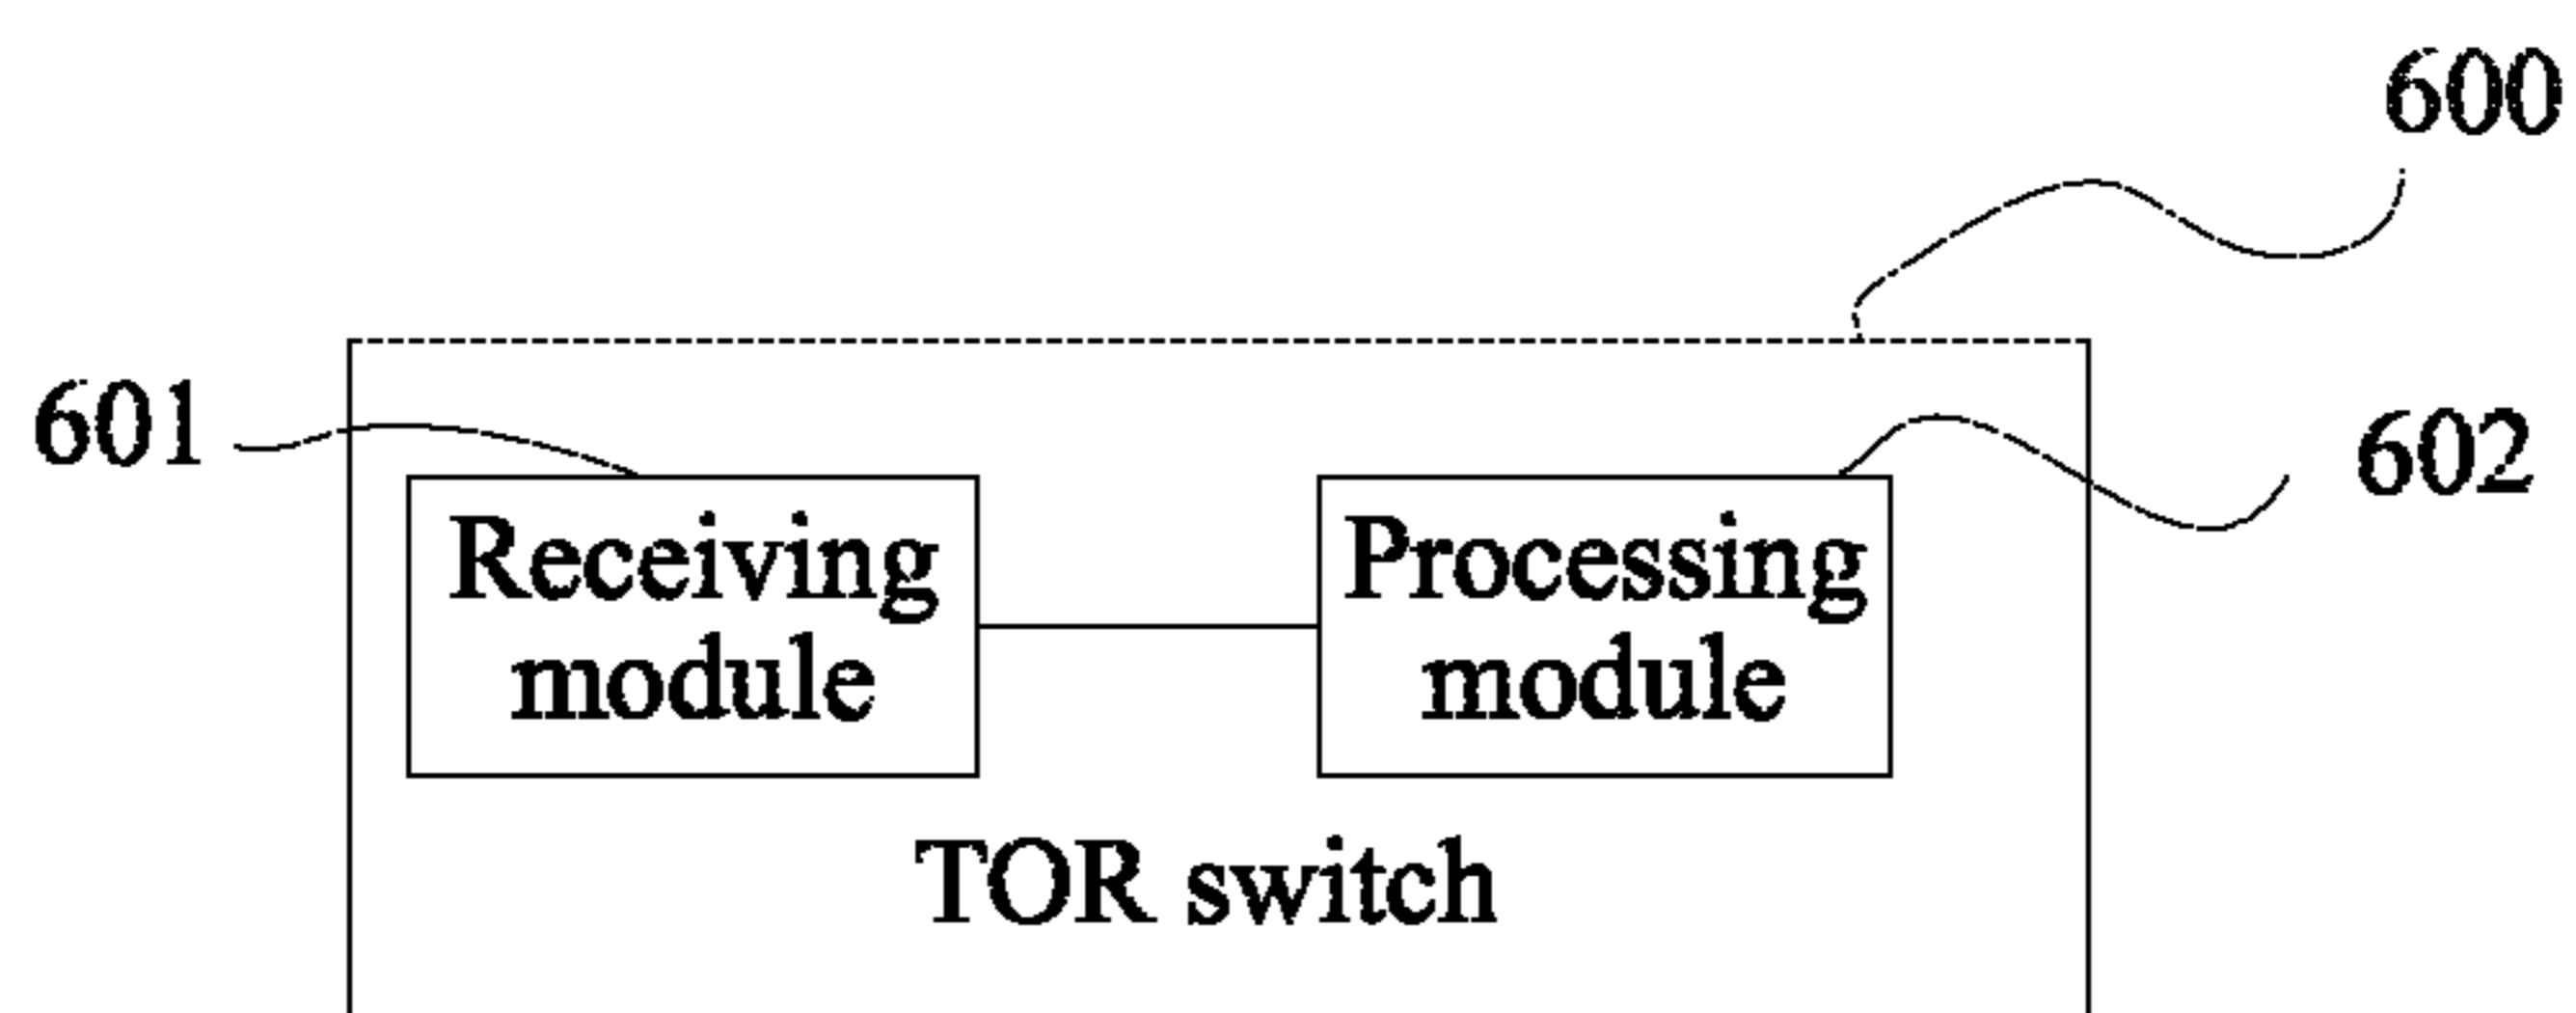 600
601
602
Receiving
module
Processing
module
TOR switch